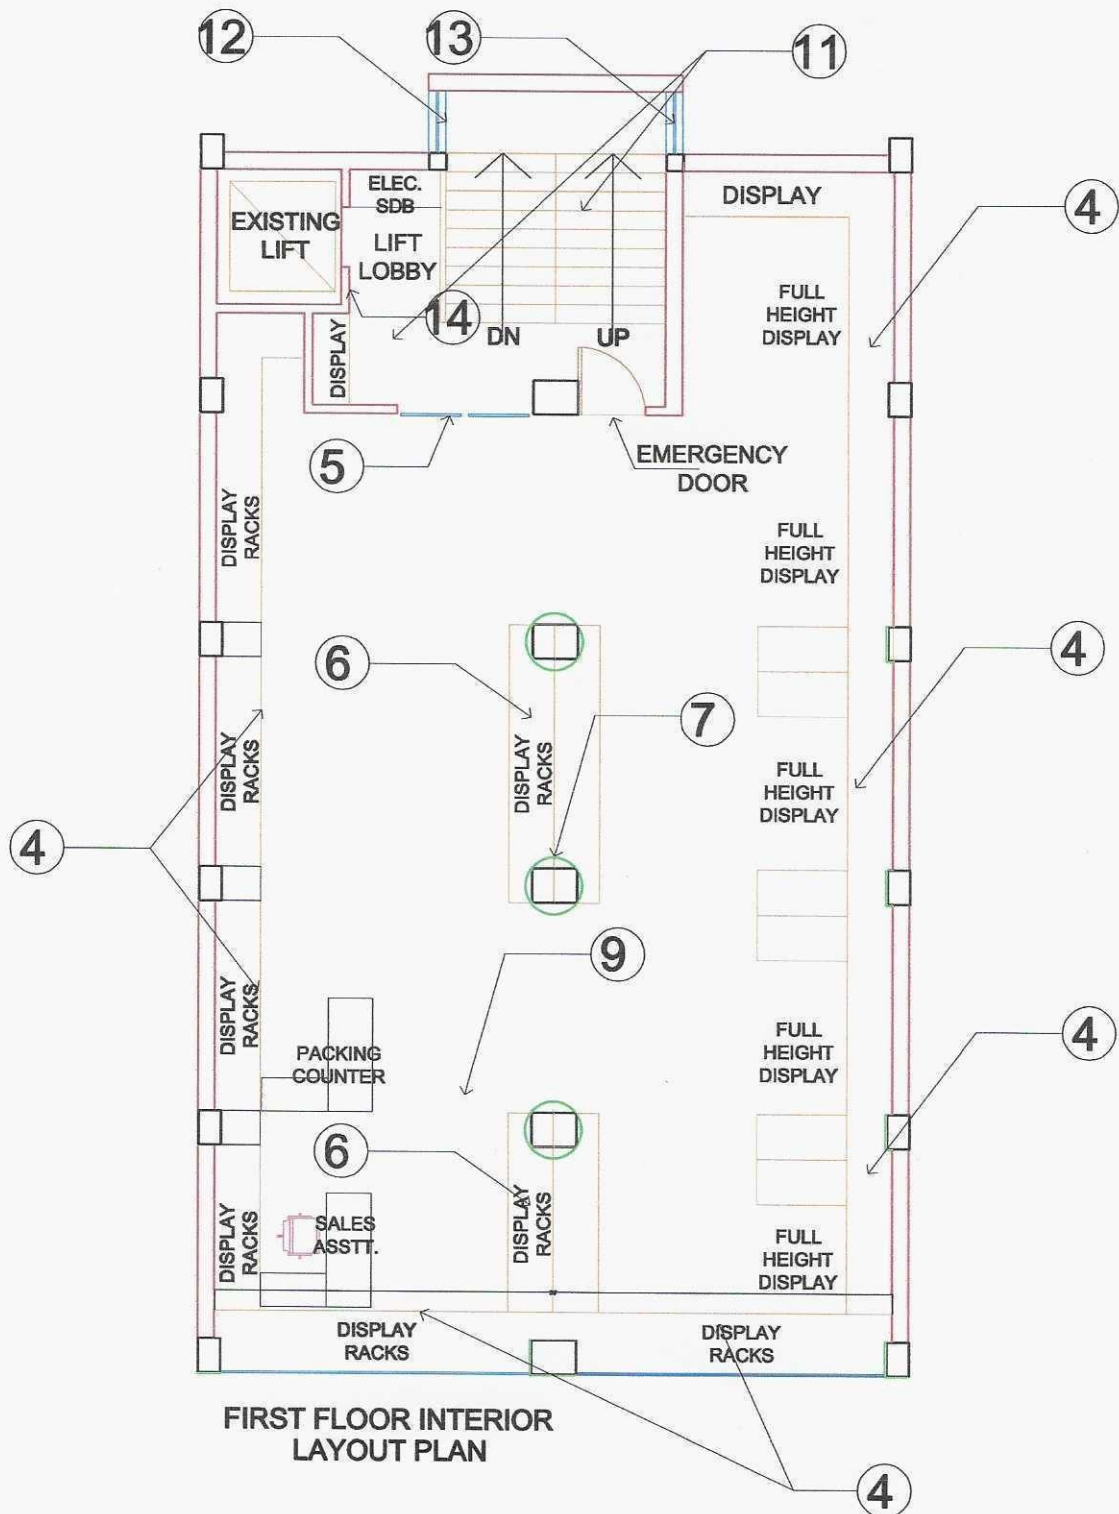 12
13
11
ELEC.
SDB
DISPLAY
4
EXISTING
LIFT
LIFT
LOBBY
FULL
HEIGHT
DISPLAY
14
DN
UP
DISPLAY
5
EMERGENCY
DOOR
DISPLAY
RACKS
FULL
HEIGHT
DISPLAY
6
4
7
DISPLAY
RACKS
DISPLAY
RACKS
FULL
HEIGHT
DISPLAY
4
9
DISPLAY
RACKS
PACKING
COUNTER
FULL
HEIGHT
DISPLAY
4
6
DISPLAY
RACKS
SALES
ASSTT.
DISPLAY
RACKS
FULL
HEIGHT
DISPLAY
DISPLAY
RACKS
DISPLAY
RACKS
FIRST FLOOR INTERIOR
LAYOUT PLAN
4